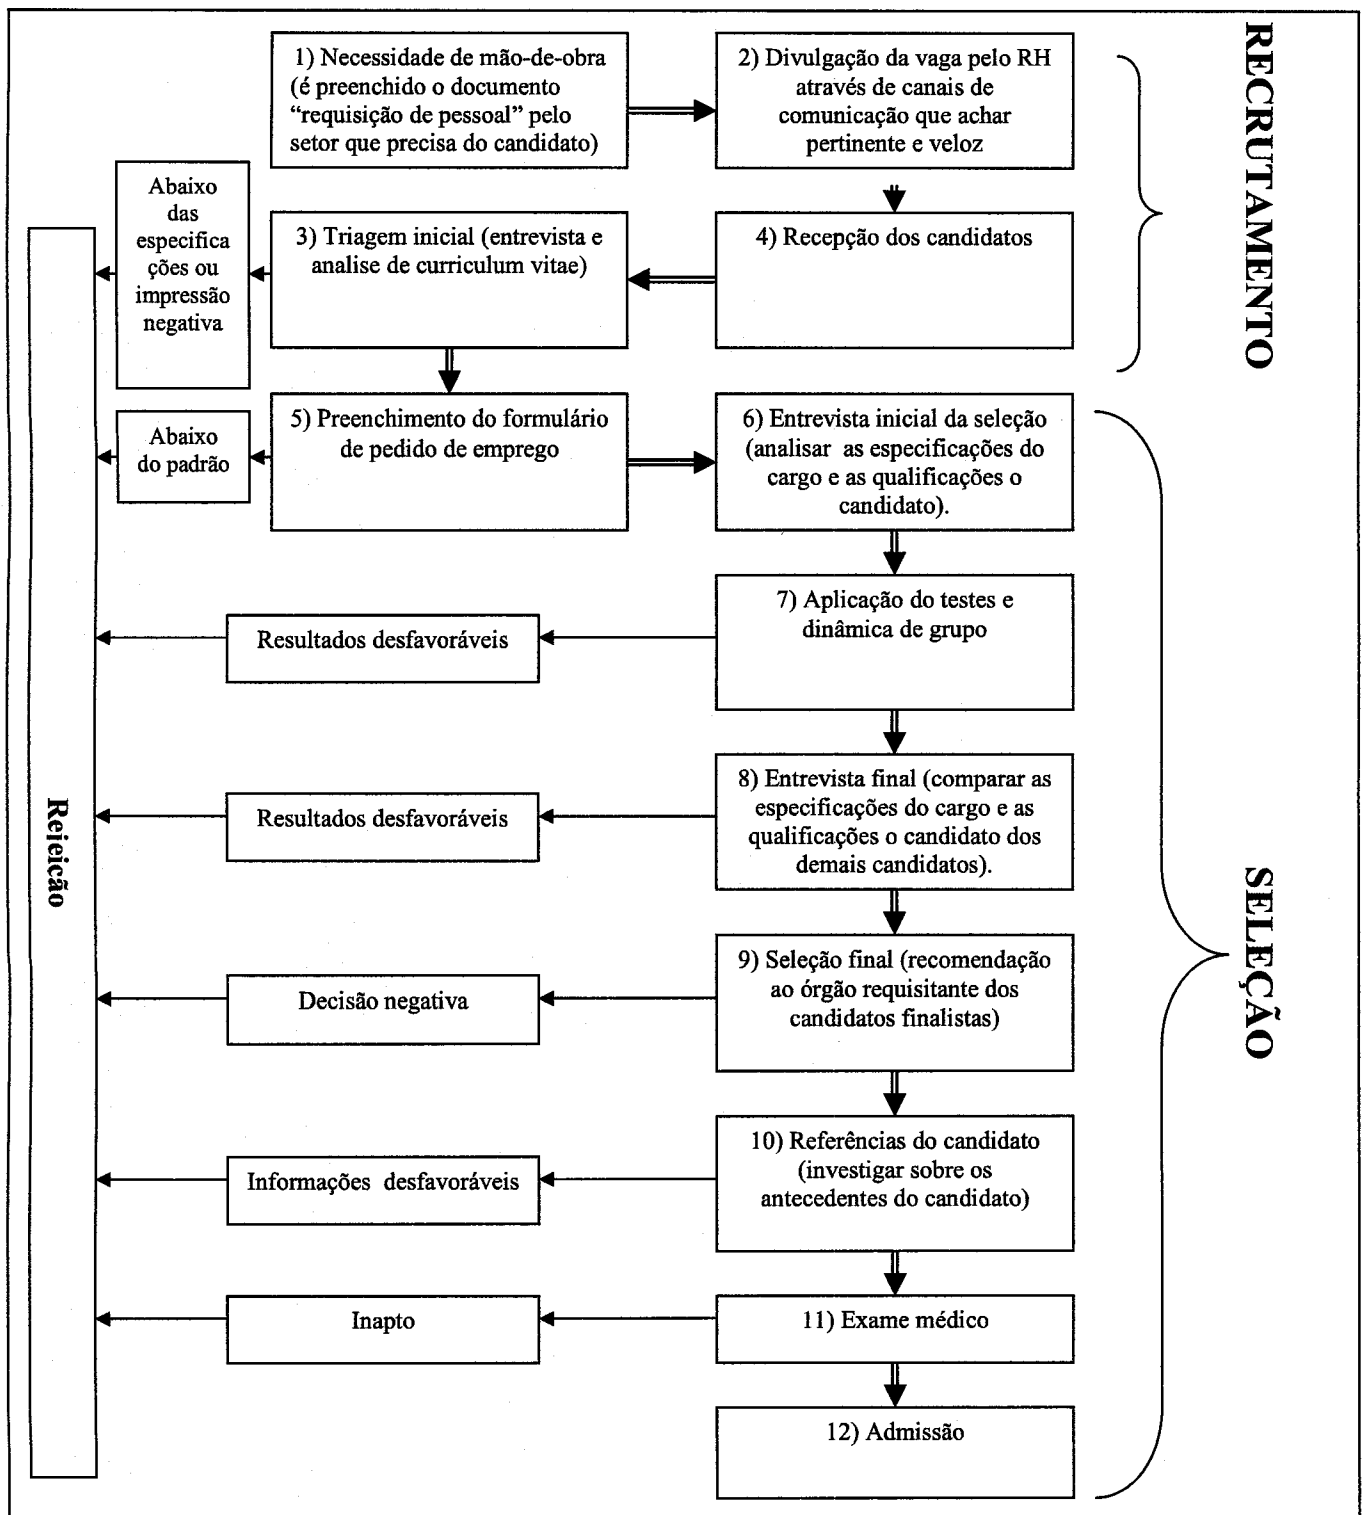 1) Necessidade de mão-de-obra
(é preenchido o documento
“requisição de pessoal” pelo
setor que precisa do candidato)
2) Divulgação da vaga pelo RH
através de canais de
comunicação que achar
pertinente e veloz
RECRUTAMENTO
Abaixo
das
especifica
ções ou
impressão
negativa
3) Triagem inicial (entrevista e
analise de curriculum vitae)
4) Recepção dos candidatos
Abaixo
do padrão
5) Preenchimento do formulário
de pedido de emprego
6) Entrevista inicial da seleção
(analisar as especificações do
cargo e as qualificações o
candidato).
7) Aplicação do testes e
dinâmica de grupo
Resultados desfavoráveis
8) Entrevista final (comparar as
especificações do cargo e as
qualificações o candidato dos
demais candidatos).
Resultados desfavoráveis
Rejeição
SELEÇÃO
9) Seleção final (recomendação
ao órgão requisitante dos
candidatos finalistas)
Decisão negativa
10) Referências do candidato
(investigar sobre os
antecedentes do candidato)
Informações desfavoráveis
11) Exame médico
Inapto
12) Admissão